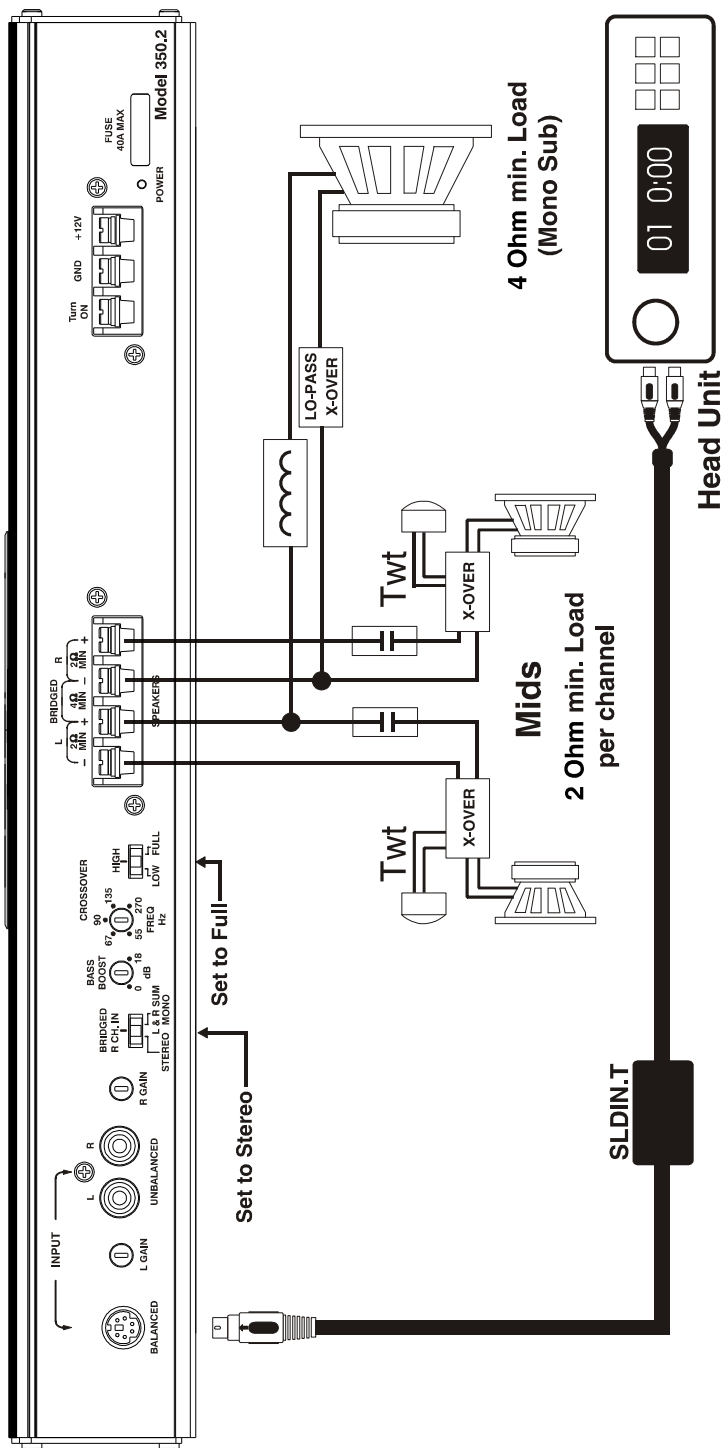 INPUT
BALANCED
L GAIN
L
R
UNBALANCED
R GAIN
BRIDGED
R CH. IN
STEREO
L & R SUM
MONO
BASS
BOOST
0
18
dB
CROSSOVER
67
90
135
55
270
FREQ
Hz
HIGH
LOW
FULL
BRIDGED
L
R
2Ω
MIN
4Ω
MIN
2Ω
MIN
−
+
−
+
SPEAKERS
Turn
ON
GND
+12V
POWER
FUSE
40A MAX
Model 350.2
Set to Stereo
Set to Full
Twt
X-OVER
Twt
X-OVER
Mids
2 Ohm min. Load
per channel
LO-PASS
X-OVER
4 Ohm min. Load
(Mono Sub)
SLDIN.T
Head Unit
01 0:00